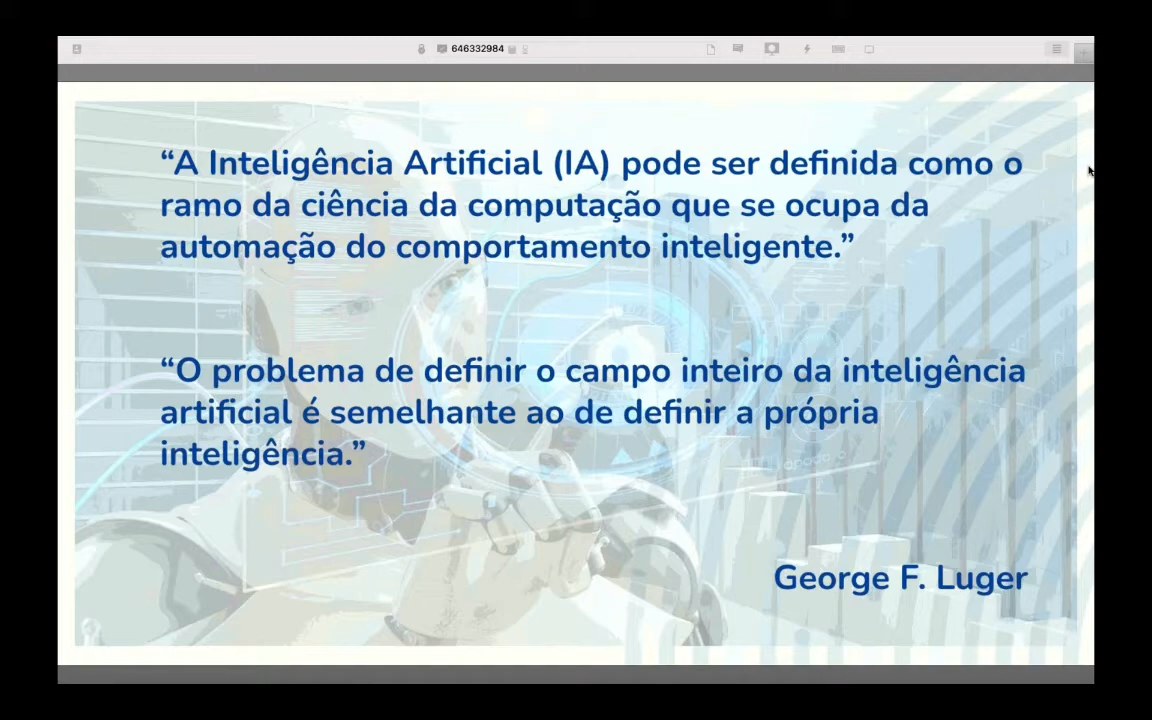 646332984
“A Inteligência Artificial (IA) pode ser definida como o
ramo da ciência da computação que se ocupa da
automação do comportamento inteligente.”
“O problema de definir o campo inteiro da inteligência
artificial é semelhante ao de definir a própria
inteligência.”
George F. Luger